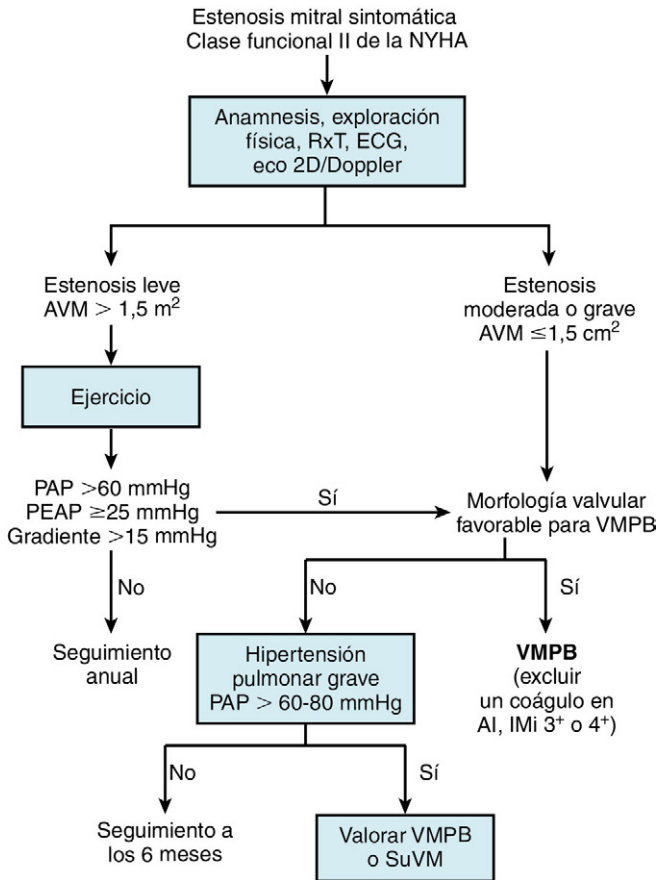 Estenosis mitral sintomática
Clase funcional II de la NYHA
Anamnesis, exploración
física, RxT, ECG,
eco 2D/Doppler
Estenosis leve
AVM > 1,5 m²
Estenosis
moderada o grave
AVM ≤1,5 cm²
Ejercicio
PAP >60 mmHg
PEAP ≥25 mmHg
Gradiente >15 mmHg
Sí
Morfología valvular
favorable para VMPB
No
Seguimiento
anual
No
Sí
Hipertensión
pulmonar grave
PAP > 60-80 mmHg
VMPB
(excluir
un coágulo en
AI, IMi 3⁺ o 4⁺)
No
Sí
Seguimiento a
los 6 meses
Valorar VMPB
o SuVM